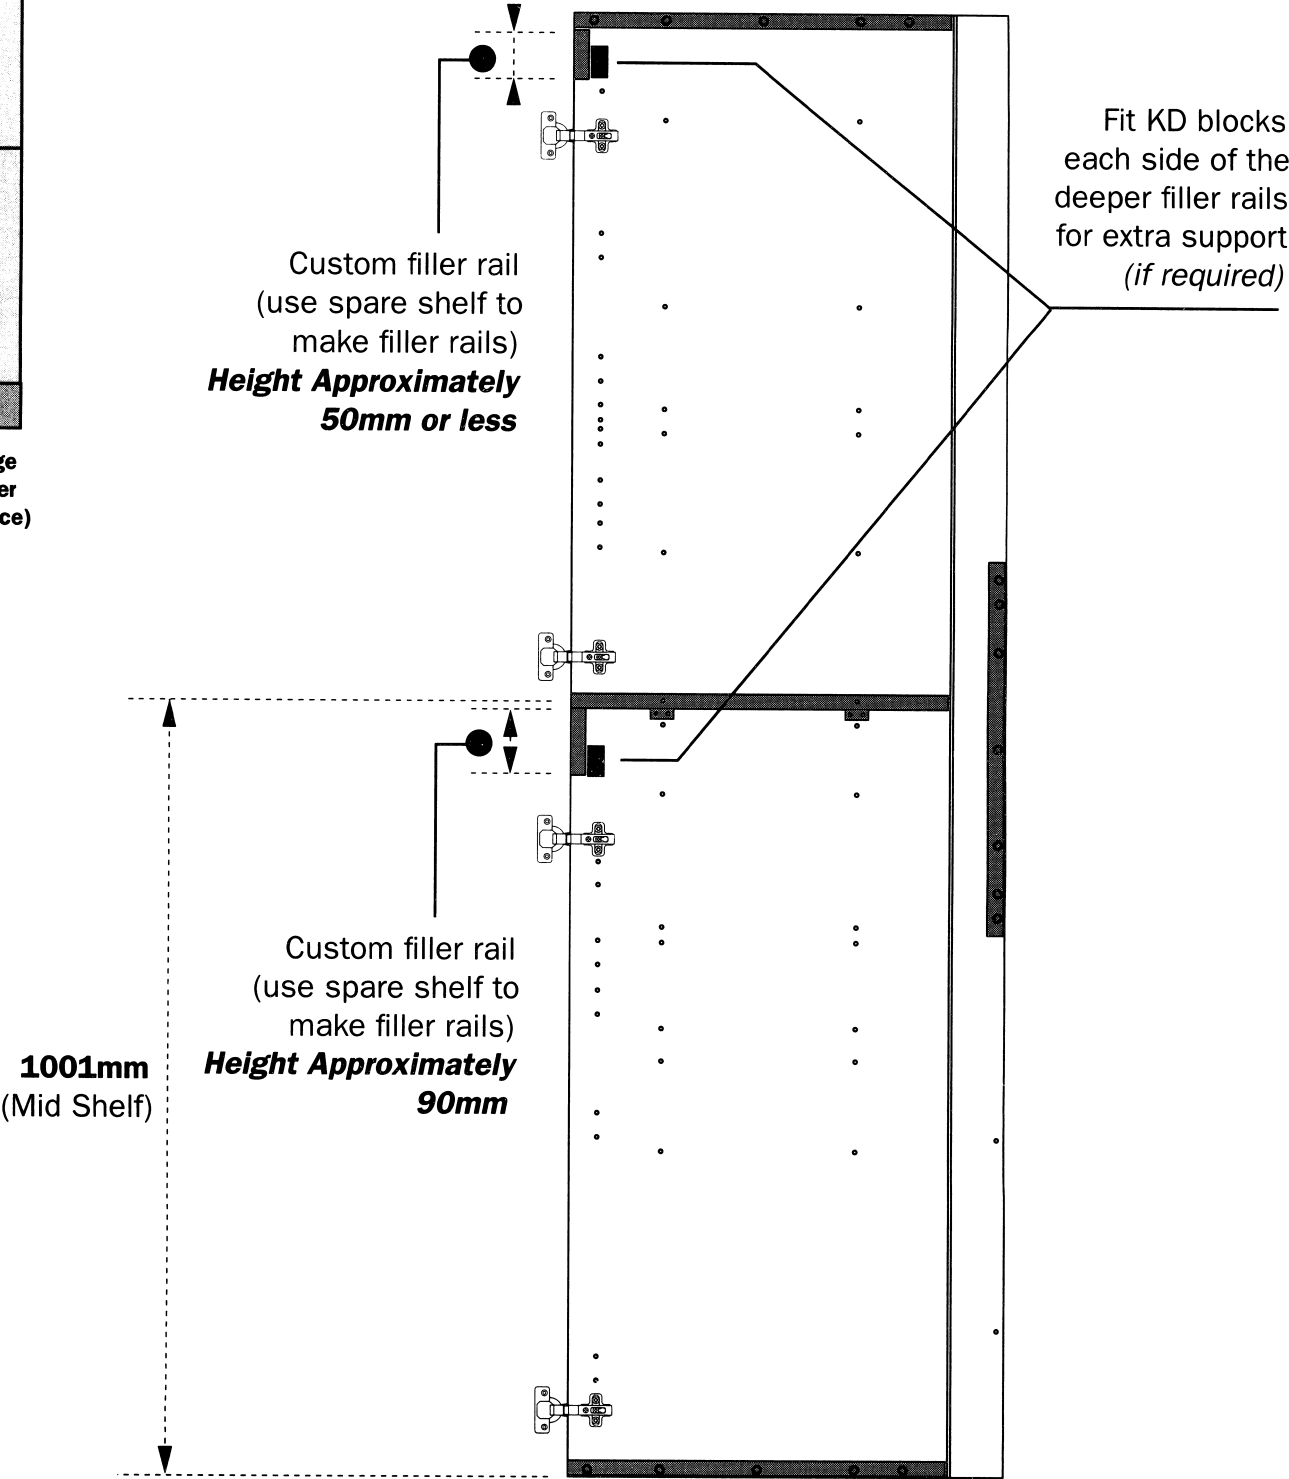 Fit KD blocks
each side of the
deeper filler rails
for extra support
(if required)
Custom filler rail
(use spare shelf to
make filler rails)
Height Approximately
50mm or less
ce)
Custom filler rail
(use spare shelf to
make filler rails)
Height Approximately
90mm
1001mm
(Mid Shelf)